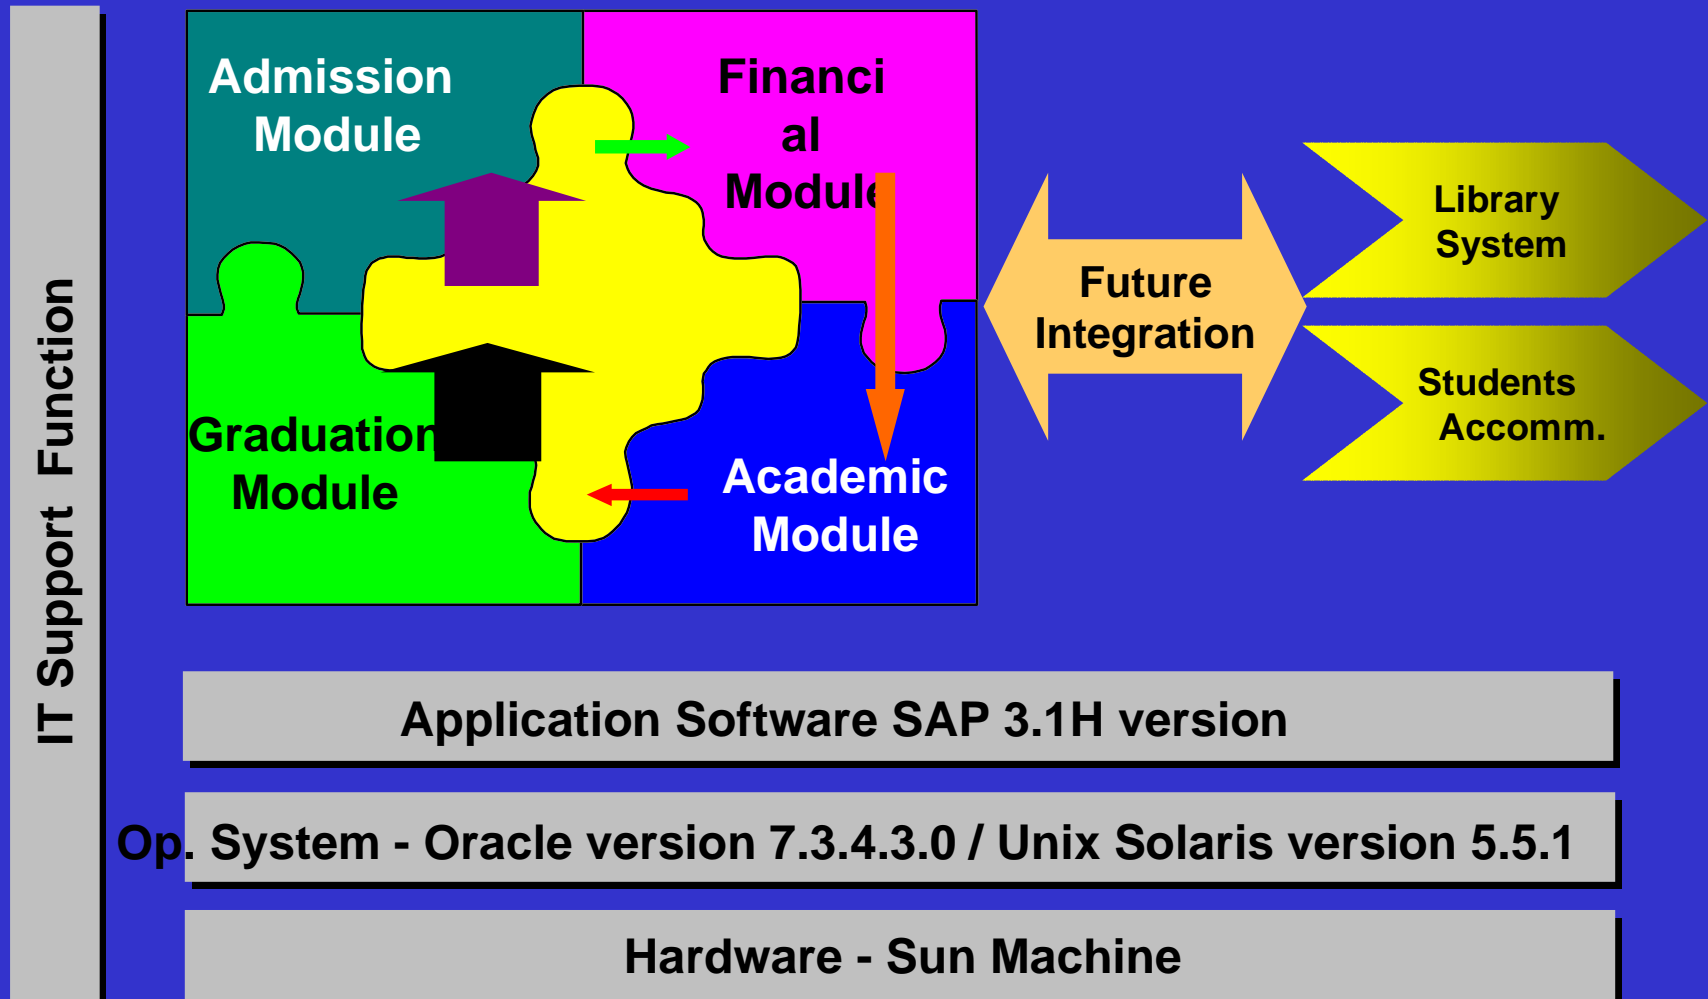 IT Support Function
Admission
Module
Financi
al
Module
Graduation
Module
Academic
Module
Future
Integration
Library
System
Students
Accomm.
Application Software SAP 3.1H version
Op. System - Oracle version 7.3.4.3.0 / Unix Solaris version 5.5.1
Hardware - Sun Machine